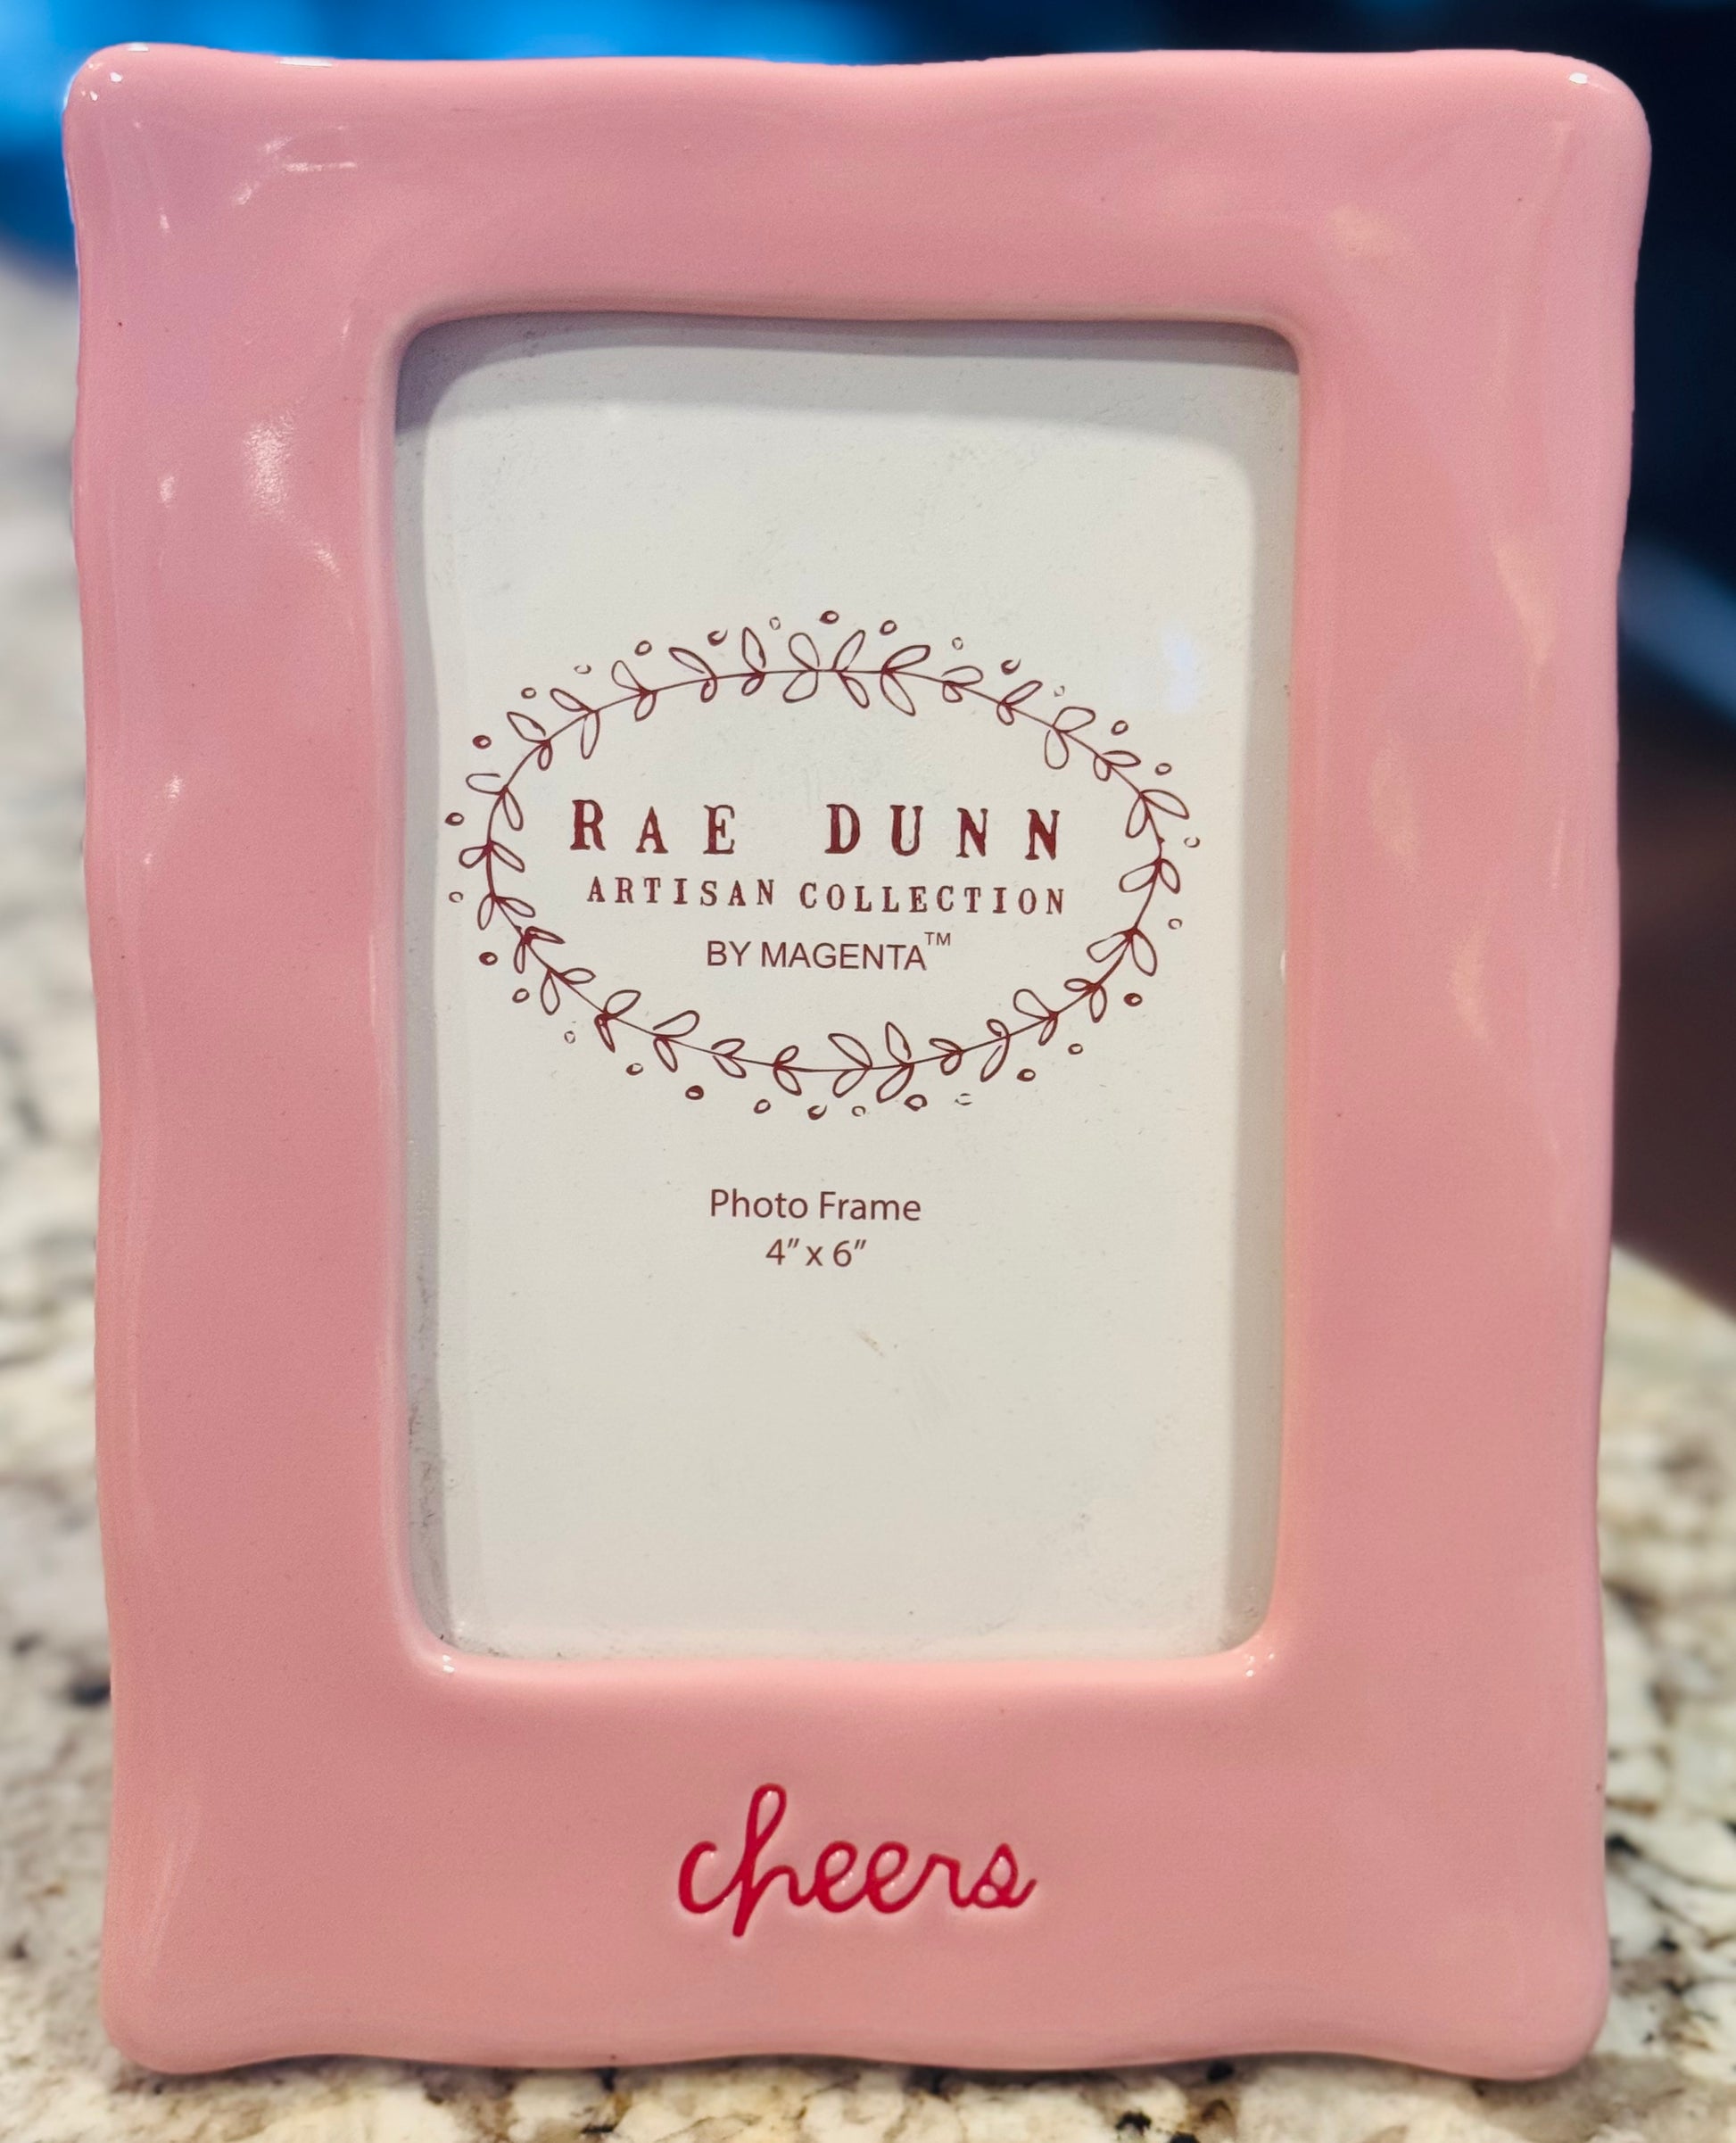 RAE DUNN
ARTISAN COLLECTION
BY MAGENTA™
Photo Frame
4” x 6”
cheers